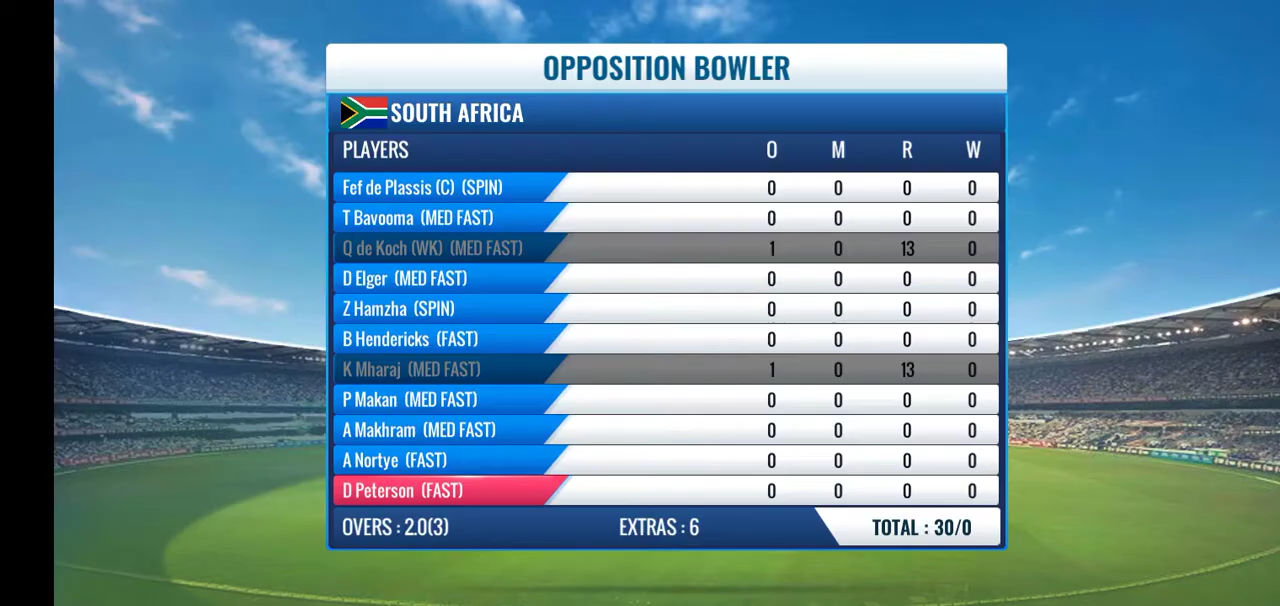 OPPOSITION BOWLER
SOUTH AFRICA
PLAYERS O M R W
Fef de Plassis (C) (SPIN) 0 0 0 0
T Bavooma (MED FAST) 0 0 0 0
Q de Koch (WK) (MED FAST) 1 0 13 0
D Elger (MED FAST) 0 0 0 0
Z Hamzha (SPIN) 0 0 0 0
B Hendericks (FAST) 0 0 0 0
K Mharaj (MED FAST) 1 0 13 0
P Makan (MED FAST) 0 0 0 0
A Makhram (MED FAST) 0 0 0 0
A Nortye (FAST) 0 0 0 0
D Peterson (FAST) 0 0 0 0
OVERS : 2.0(3) EXTRAS : 6 TOTAL : 30/0